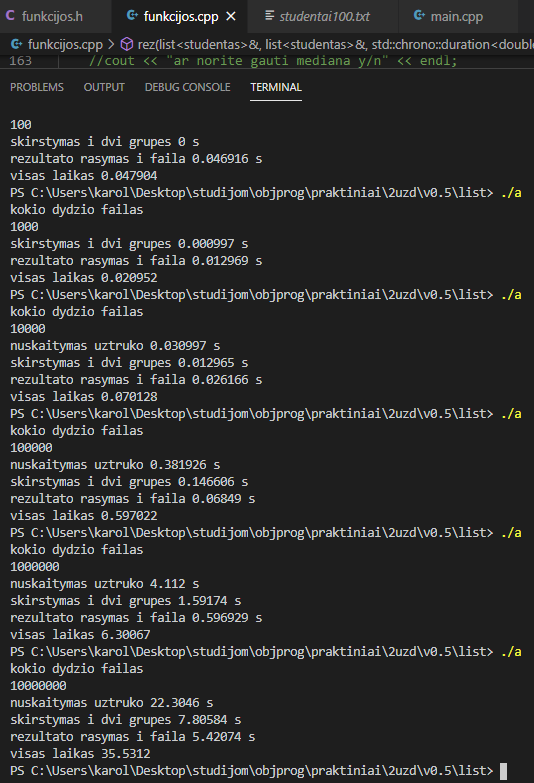 C funkcijos.h funkcijos.cpp × studentai100.txt main.cpp
funkcijos.cpp > rez(list<studentas>&, list<studentas>&, std::chrono::duration<double
163 //cout << "ar norite gauti mediana y/n" << endl;
PROBLEMS OUTPUT DEBUG CONSOLE TERMINAL
100
skirstymas i dvi grupes 0 s
rezultato rasymas i faila 0.046916 s
visas laikas 0.047904
PS C:\Users\karol\Desktop\studijom\objprog\praktiniai\2uzd\v0.5\list> ./a
kokio dydzio failas
1000
skirstymas i dvi grupes 0.000997 s
rezultato rasymas i faila 0.012969 s
visas laikas 0.020952
PS C:\Users\karol\Desktop\studijom\objprog\praktiniai\2uzd\v0.5\list> ./a
kokio dydzio failas
10000
nuskaitymas uztruko 0.030997 s
skirstymas i dvi grupes 0.012965 s
rezultato rasymas i faila 0.026166 s
visas laikas 0.070128
PS C:\Users\karol\Desktop\studijom\objprog\praktiniai\2uzd\v0.5\list> ./a
kokio dydzio failas
100000
nuskaitymas uztruko 0.381926 s
skirstymas i dvi grupes 0.146606 s
rezultato rasymas i faila 0.06849 s
visas laikas 0.597022
PS C:\Users\karol\Desktop\studijom\objprog\praktiniai\2uzd\v0.5\list> ./a
kokio dydzio failas
1000000
nuskaitymas uztruko 4.112 s
skirstymas i dvi grupes 1.59174 s
rezultato rasymas i faila 0.596929 s
visas laikas 6.30067
PS C:\Users\karol\Desktop\studijom\objprog\praktiniai\2uzd\v0.5\list> ./a
kokio dydzio failas
10000000
nuskaitymas uztruko 22.3046 s
skirstymas i dvi grupes 7.80584 s
rezultato rasymas i faila 5.42074 s
visas laikas 35.5312
PS C:\Users\karol\Desktop\studijom\objprog\praktiniai\2uzd\v0.5\list>